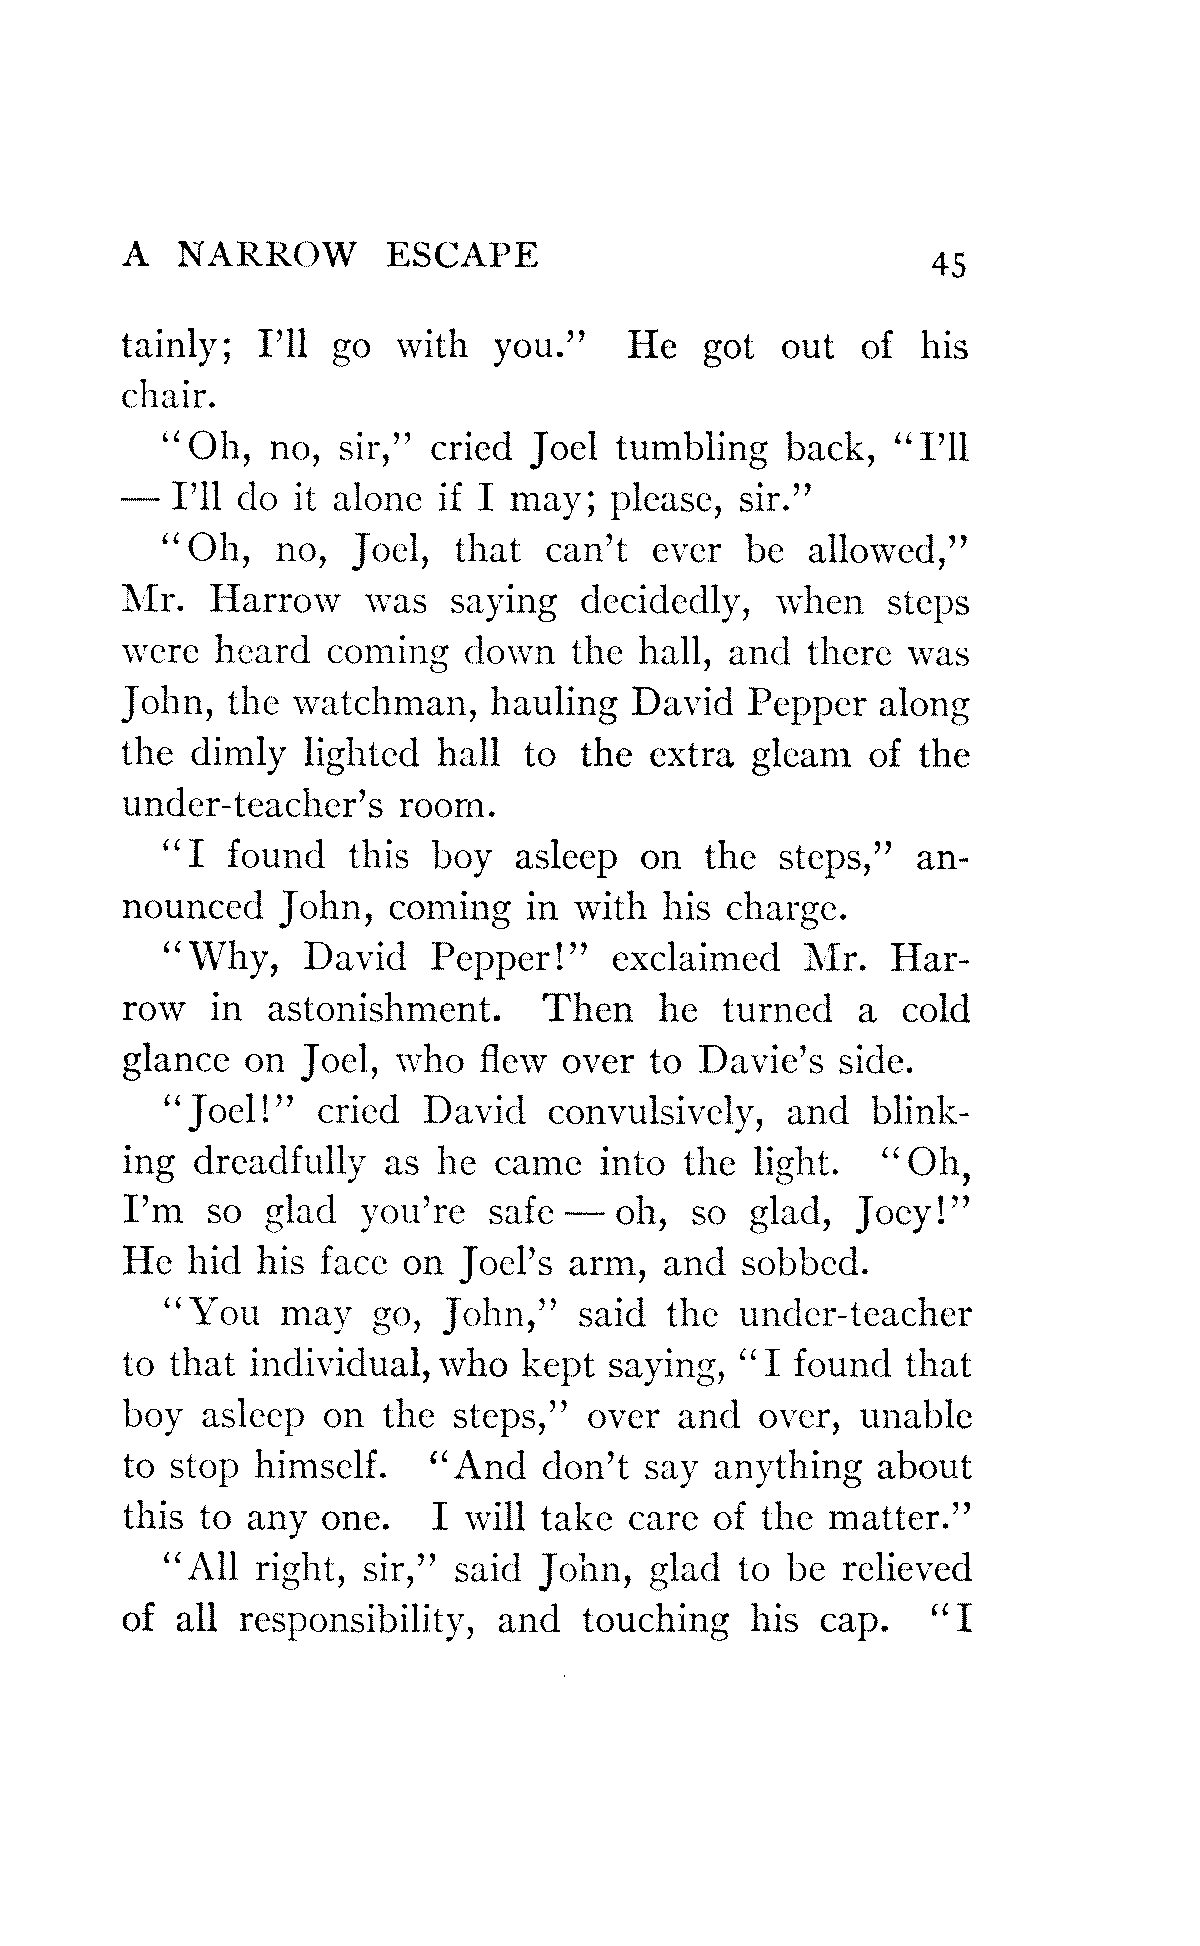 A NARROW ESCAPE 45
tainly; I'll go with you." He got out of his
chair.
"Oh, no, sir," cried Joel tumbling back, "I'll
— I'll do it alone if I may; please, sir."
"Oh, no, Joel, that can't ever be allowed,"
Mr. Harrow was saying decidedly, when steps
were heard coming down the hall, and there was
John, the watchman, hauling David Pepper along
the dimly lighted hall to the extra gleam of the
under-teacher's room.
"I found this boy asleep on the steps," an-
nounced John, coming in with his charge.
"Why, David Pepper!" exclaimed Mr. Har-
row in astonishment. Then he turned a cold
glance on Joel, who flew over to Davie's side.
"Joel!" cried David convulsively, and blink-
ing dreadfully as he came into the light. "Oh,
I'm so glad you're safe — oh, so glad, Joey!"
He hid his face on Joel's arm, and sobbed.
"You may go, John," said the under-teacher
to that individual, who kept saying, "I found that
boy asleep on the steps," over and over, unable
to stop himself. "And don't say anything about
this to any one. I will take care of the matter."
"All right, sir," said John, glad to be relieved
of all responsibility, and touching his cap. "I